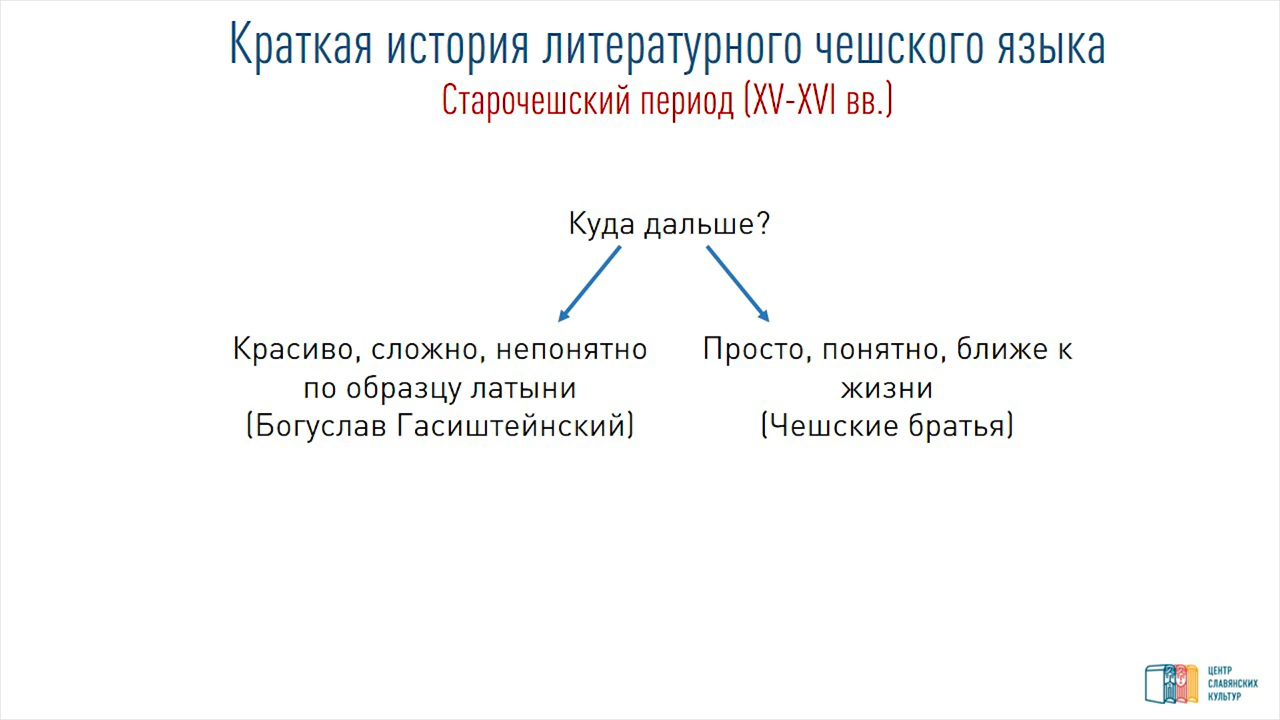 Краткая история литературного чешского языка
Старочешский период (XV-XVI вв.)
Куда дальше?
Красиво, сложно, непонятно
по образцу латыни
(Богуслав Гасиштейнский)
Просто, понятно, ближе к
жизни
(Чешские братья)
ЦЕНТР
СЛАВЯНСКИХ
КУЛЬТУР